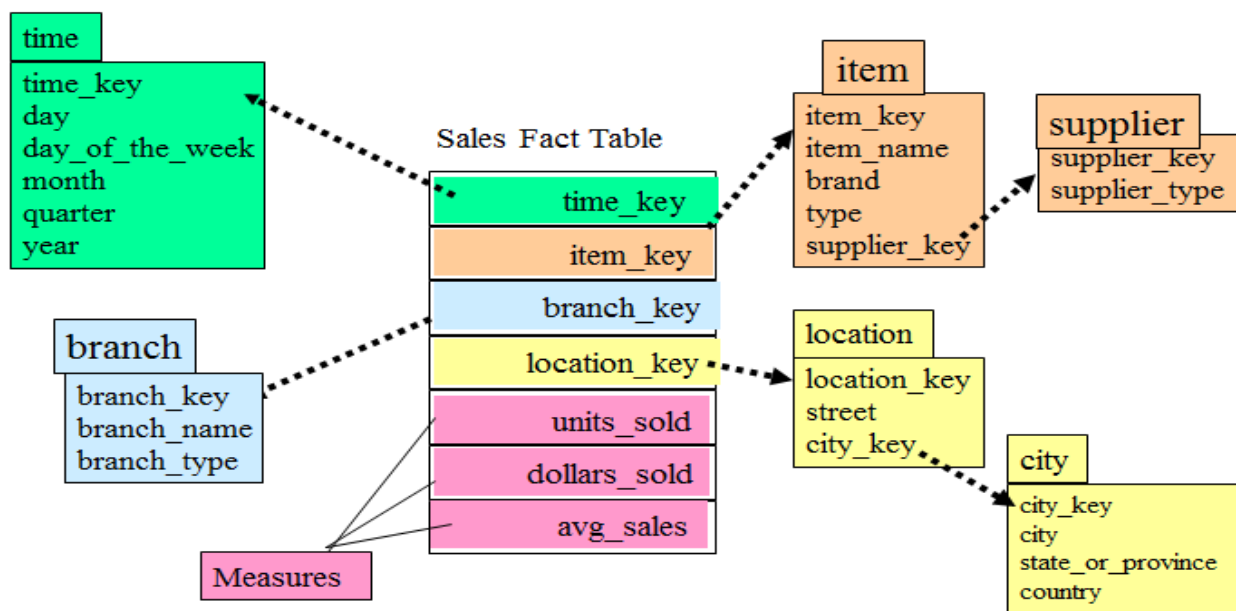 time
time_key
day
day_of_the_week
month
quarter
year
Sales Fact Table
time_key
item_key
branch_key
location_key
units_sold
dollars_sold
avg_sales
item
item_key
item_name
brand
type
supplier_key
supplier
supplier_key
supplier_type
branch
branch_key
branch_name
branch_type
location
location_key
street
city_key
city
city_key
city
state_or_province
country
Measures